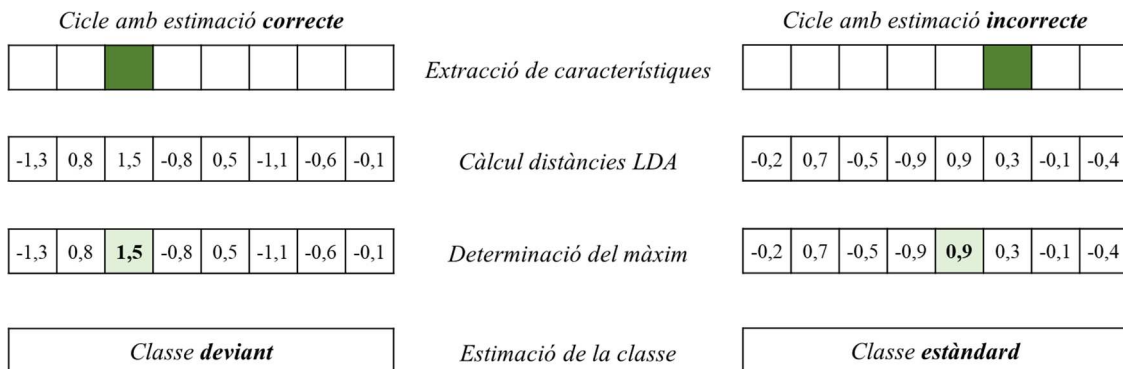 Cicle amb estimació correcte
Cicle amb estimació incorrecte
Extracció de característiques
-1,3 0,8 1,5 -0,8 0,5 -1,1 -0,6 -0,1
Càlcul distàncies LDA
-0,2 0,7 -0,5 -0,9 0,9 0,3 -0,1 -0,4
-1,3 0,8 1,5 -0,8 0,5 -1,1 -0,6 -0,1
Determinació del màxim
-0,2 0,7 -0,5 -0,9 0,9 0,3 -0,1 -0,4
Classe deviant
Estimació de la classe
Classe estàndard